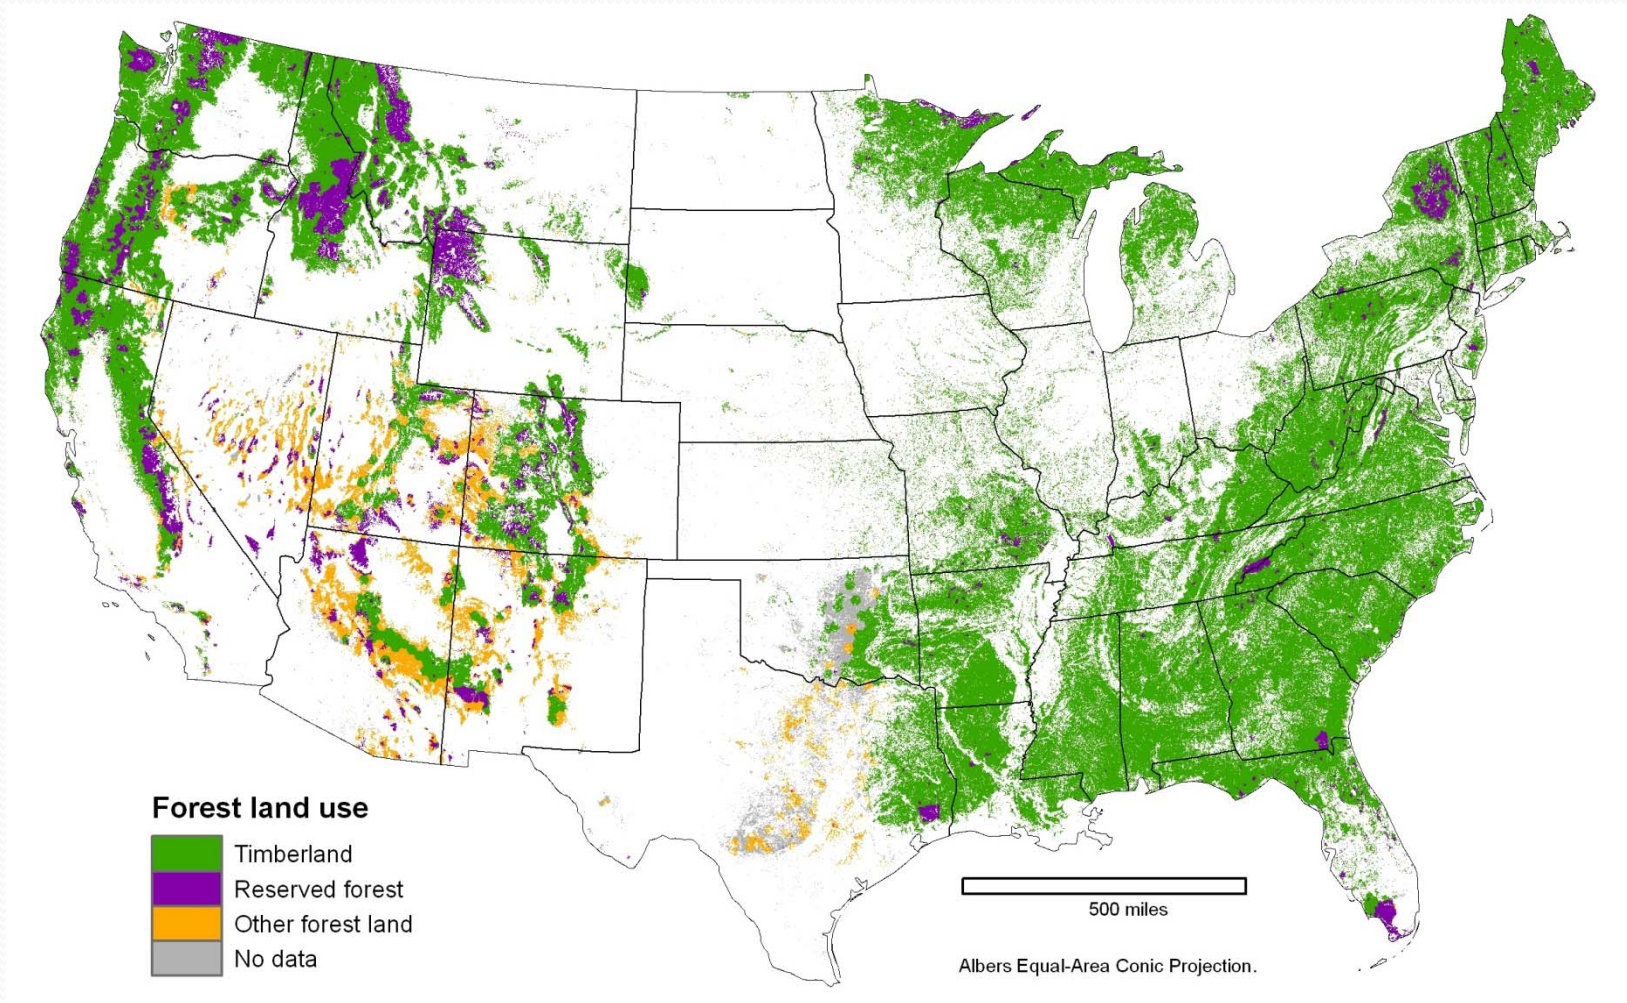 Forest land use
Timberland
Reserved forest
Other forest land
No data
500 miles
Albers Equal-Area Conic Projection.